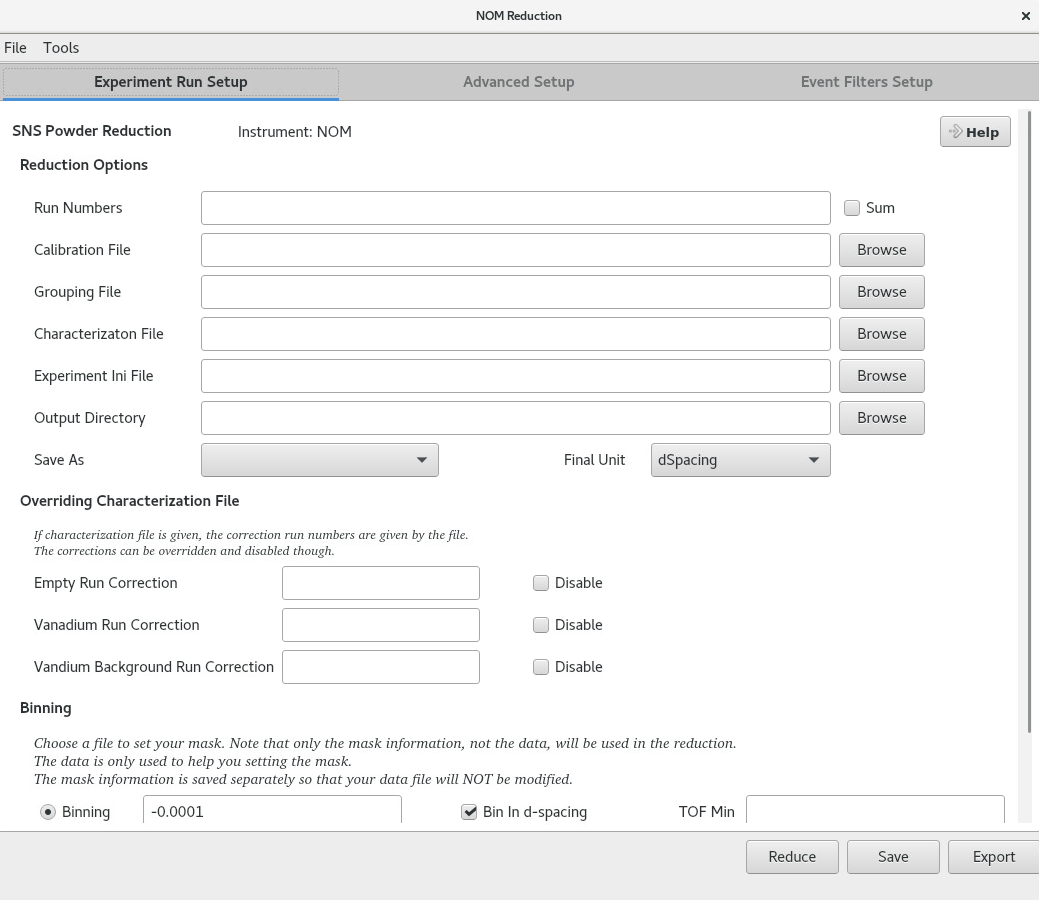 NOM Reduction
File Tools
Experiment Run Setup Advanced Setup Event Filters Setup
SNS Powder Reduction Instrument: NOM Help
Reduction Options
Run Numbers Sum
Calibration File Browse
Grouping File Browse
Characterizaton File Browse
Experiment Ini File Browse
Output Directory Browse
Save As Final Unit dSpacing
Overriding Characterization File
If characterization file is given, the correction run numbers are given by the file.
The corrections can be overridden and disabled though.
Empty Run Correction Disable
Vanadium Run Correction Disable
Vandium Background Run Correction Disable
Binning
Choose a file to set your mask. Note that only the mask information, not the data, will be used in the reduction.
The data is only used to help you setting the mask.
The mask information is saved separately so that your data file will NOT be modified.
Binning -0.0001 Bin In d-spacing TOF Min
Reduce Save Export